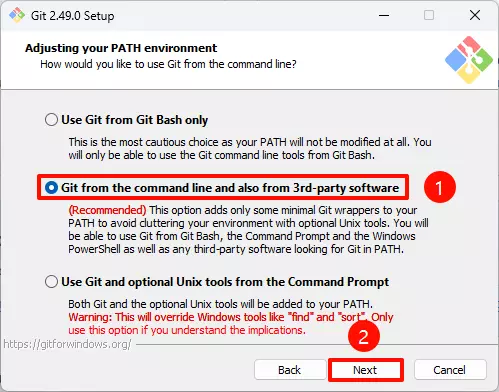 Git 2.49.0 Setup
Adjusting your PATH environment
How would you like to use Git from the command line?
Use Git from Git Bash only
This is the most cautious choice as your PATH will not be modified at all. You
will only be able to use the Git command line tools from Git Bash.
Git from the command line and also from 3rd-party software
1
(Recommended) This option adds only some minimal Git wrappers to your
PATH to avoid cluttering your environment with optional Unix tools. You will
be able to use Git from Git Bash, the Command Prompt and the Windows
PowerShell as well as any third-party software looking for Git in PATH.
Use Git and optional Unix tools from the Command Prompt
Both Git and the optional Unix tools will be added to your PATH.
Warning: This will override Windows tools like "find" and "sort". Only
use this option if you understand the implications.
2
https://gitforwindows.org/
Back
Next
Cancel